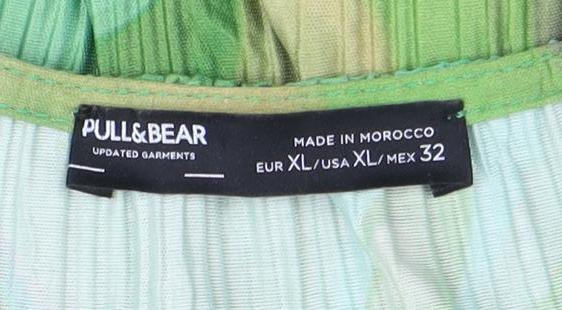 PULL&BEAR
UPDATED GARMENTS
MADE IN MOROCCO
EUR XL/USA XL/MEX 32